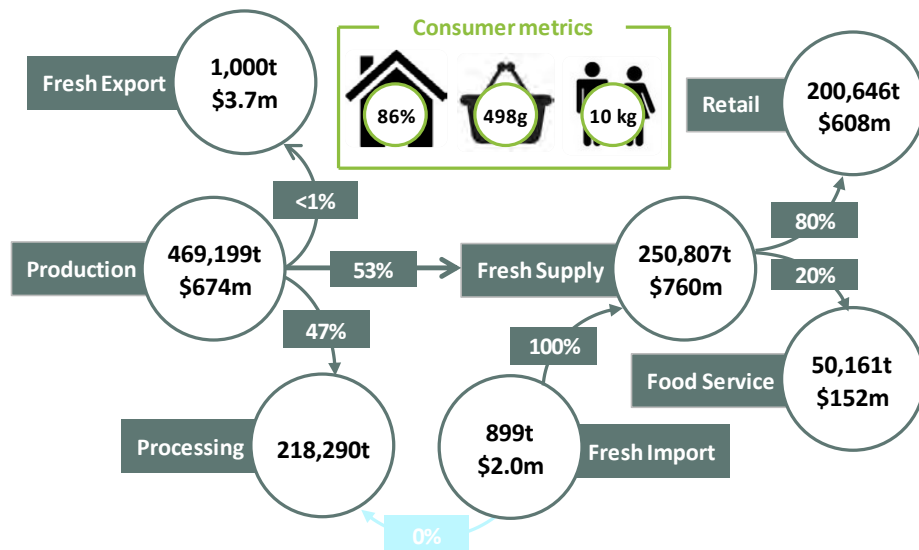 Consumer metrics
86%
498g
10 kg
Fresh Export
1,000t
$3.7m
Retail
200,646t
$608m
<1%
80%
Production
469,199t
$674m
53%
Fresh Supply
250,807t
$760m
20%
47%
100%
Food Service
50,161t
$152m
Processing
218,290t
899t
$2.0m
Fresh Import
0%